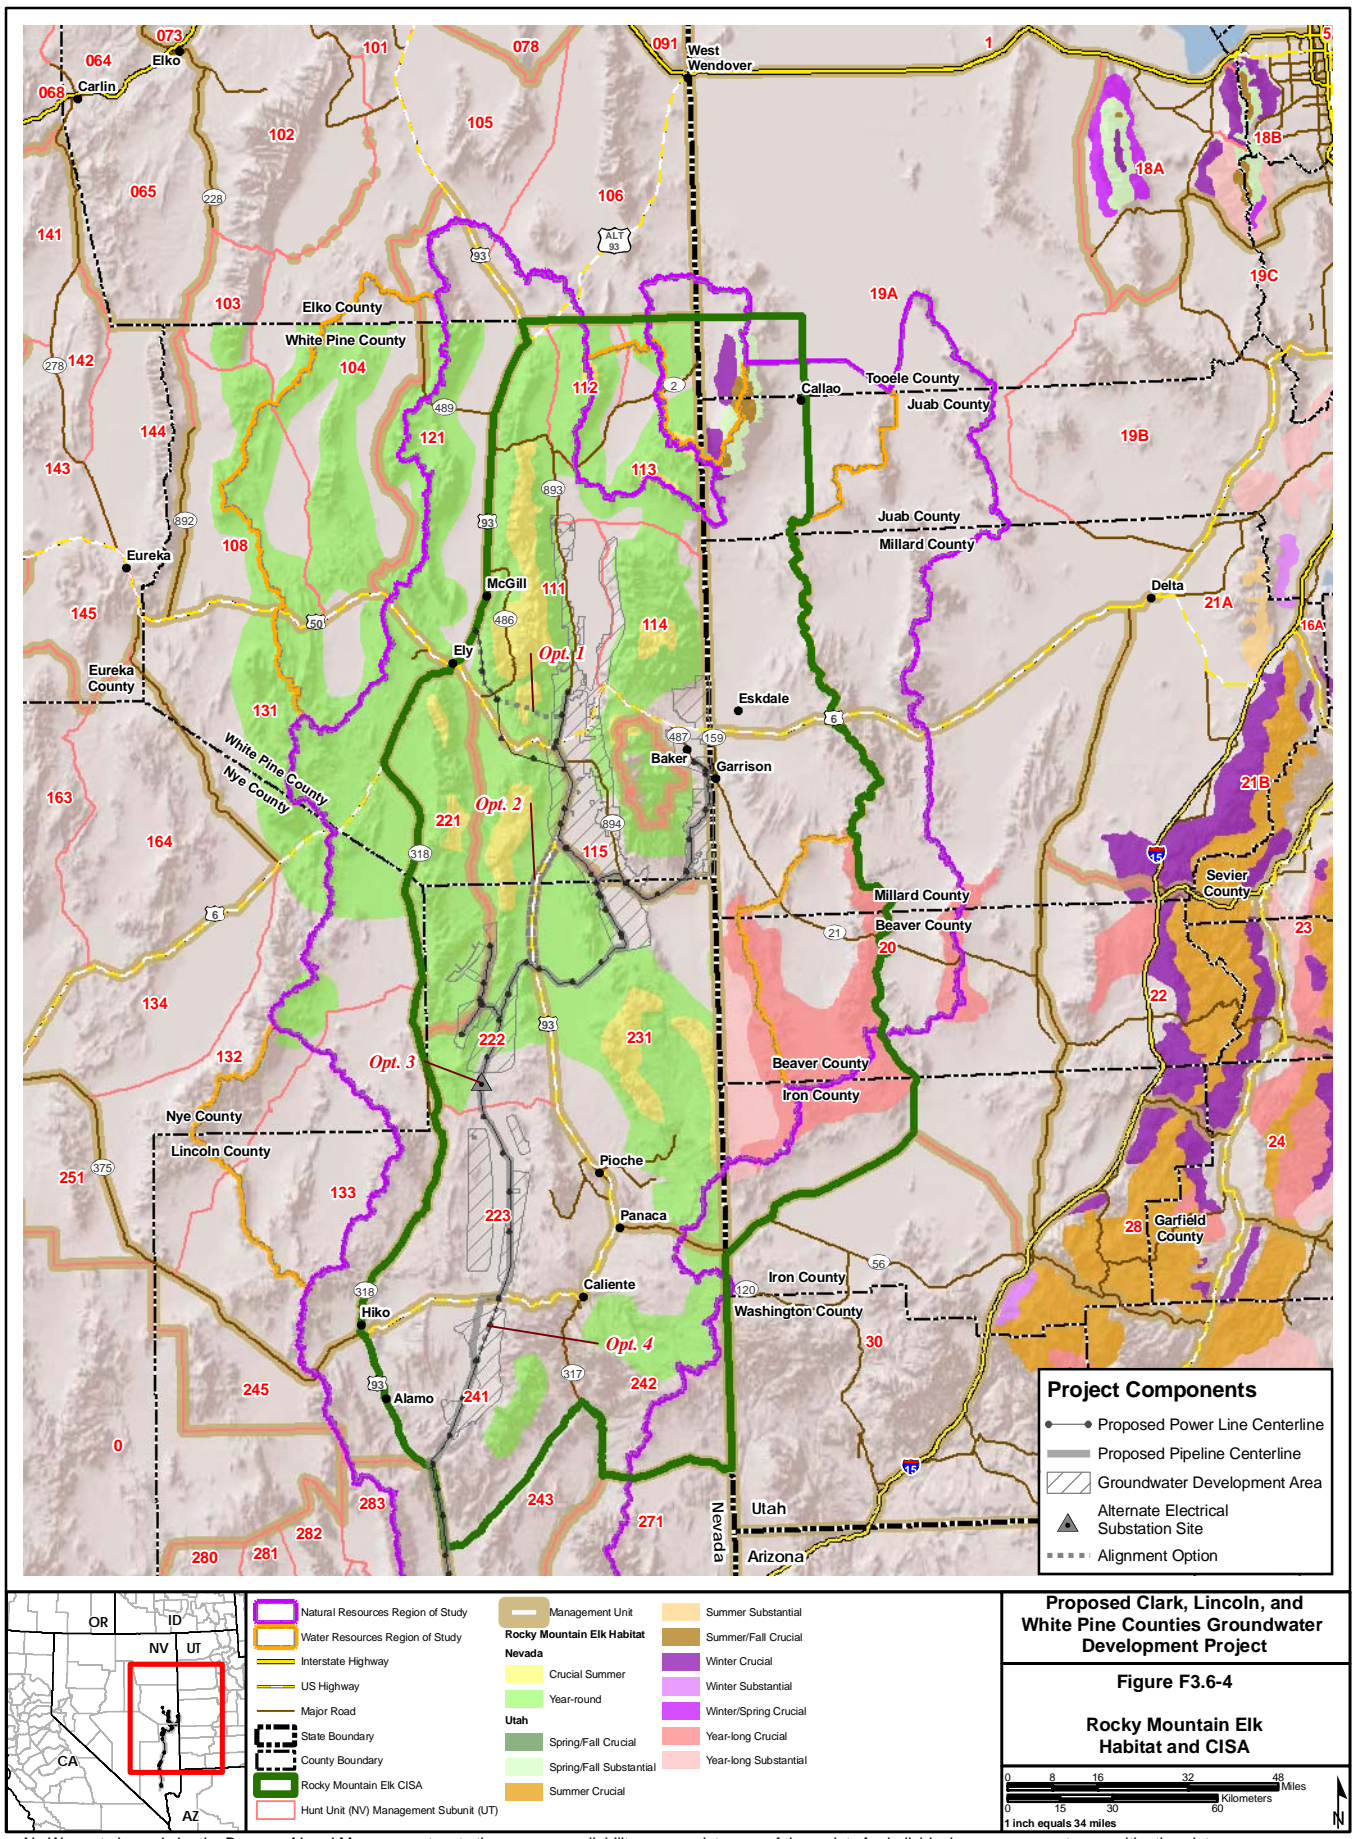 073
Elko
064
Carlin
068
101
078
091
West
Wendover
1
5
102
105
18B
18A
065
228
106
141
ALT
93
93
19C
103
19A
Elko County
White Pine County
104
112
2
142
278
Tooele County
Callao
Juab County
489
121
144
19B
143
113
893
892
93
Juab County
Millard County
108
Eureka
McGill
111
Delta
21A
145
486
114
16A
50
Ely
Opt. 1
Eureka
County
131
Eskdale
6
White Pine County
Nye County
487
159
Baker
Garrison
21B
163
Opt. 2
221
894
164
318
115
15
Sevier
County
Millard County
Beaver County
6
21
20
23
134
22
93
222
231
132
Opt. 3
Beaver County
Iron County
Nye County
Lincoln County
24
375
251
Pioche
133
223
Panaca
28
Garfield
County
56
318
Caliente
Iron County
120
Washington County
Hiko
Opt. 4
30
317
245
93
Alamo
241
242
0
15
283
243
271
282
281
280
Nevada
Utah
Arizona
Project Components
Proposed Power Line Centerline
Proposed Pipeline Centerline
Groundwater Development Area
Alternate Electrical
Substation Site
Alignment Option
OR
ID
NV
UT
CA
AZ
Natural Resources Region of Study
Water Resources Region of Study
Interstate Highway
US Highway
Major Road
State Boundary
County Boundary
Rocky Mountain Elk CISA
Hunt Unit (NV) Management Subunit (UT)
Management Unit
Rocky Mountain Elk Habitat
Nevada
Crucial Summer
Year-round
Utah
Spring/Fall Crucial
Spring/Fall Substantial
Summer Crucial
Summer Substantial
Summer/Fall Crucial
Winter Crucial
Winter Substantial
Winter/Spring Crucial
Year-long Crucial
Year-long Substantial
Proposed Clark, Lincoln, and
White Pine Counties Groundwater
Development Project
Figure F3.6-4
Rocky Mountain Elk
Habitat and CISA
0 8 16 32 48
Miles
Kilometers
0 15 30 60
1 inch equals 34 miles
N